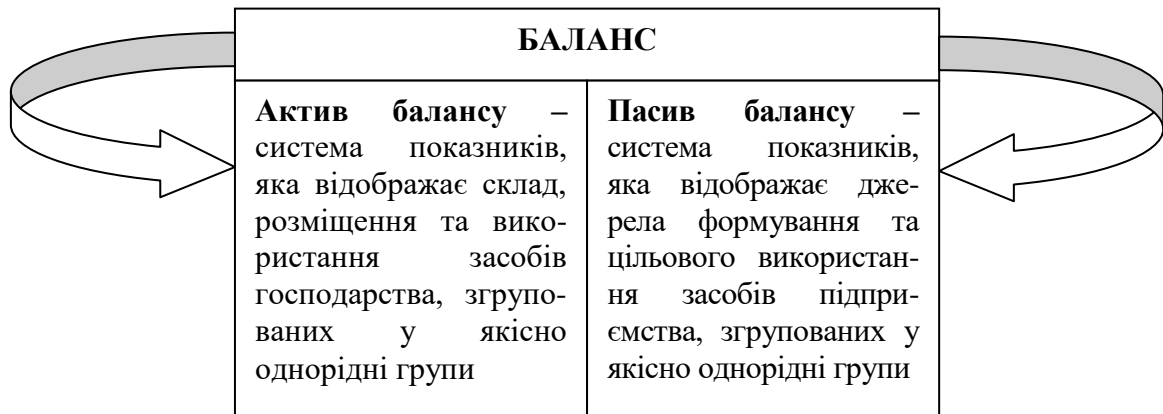 БАЛАНС
Актив балансу –
система показників,
яка відображає склад,
розміщення та вико-
ристання засобів
господарства, згрупо-
ваних у якісно
однорідні групи
Пасив балансу –
система показників,
яка відображає дже-
рела формування та
цільового використан-
ня засобів підпри-
ємства, згрупованих у
якісно однорідні групи